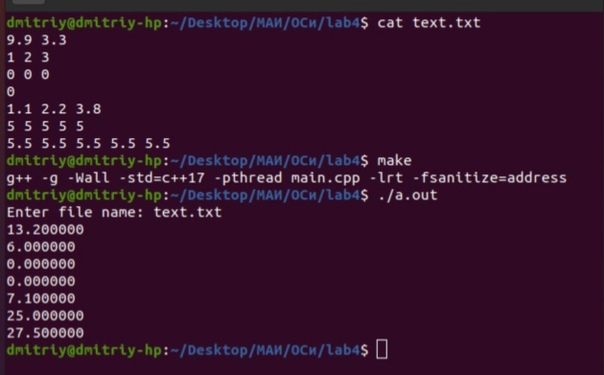 dmitriy@dmitriy-hp:~/Desktop/МАИ/ОСи/lab4$ cat text.txt
9.9 3.3
1 2 3
0 0 0
0
1.1 2.2 3.8
5 5 5 5 5
5.5 5.5 5.5 5.5 5.5
dmitriy@dmitriy-hp:~/Desktop/МАИ/ОСи/lab4$ make
g++ -g -Wall -std=c++17 -pthread main.cpp -lrt -fsanitize=address
dmitriy@dmitriy-hp:~/Desktop/МАИ/ОСи/lab4$ ./a.out
Enter file name: text.txt
13.200000
6.000000
0.000000
0.000000
7.100000
25.000000
27.500000
dmitriy@dmitriy-hp:~/Desktop/МАИ/ОСи/lab4$